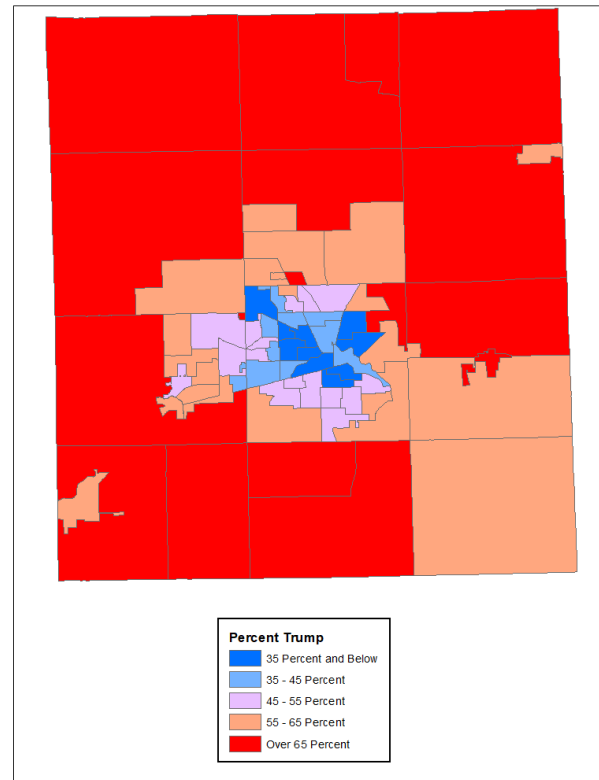 Percent Trump
35 Percent and Below
35 - 45 Percent
45 - 55 Percent
55 - 65 Percent
Over 65 Percent